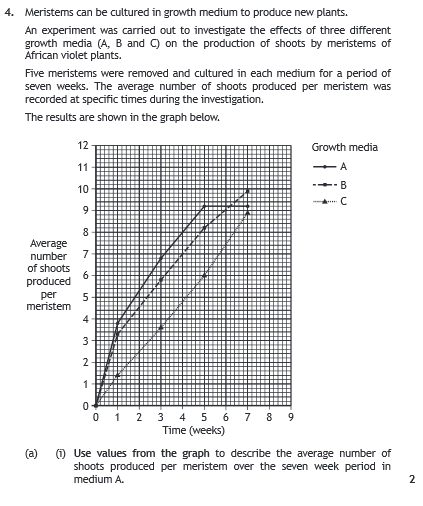 4. Meristems can be cultured in growth medium to produce new plants.
An experiment was carried out to investigate the effects of three different
growth media (A, B and C) on the production of shoots by meristems of
African violet plants.
Five meristems were removed and cultured in each medium for a period of
seven weeks. The average number of shoots produced per meristem was
recorded at specific times during the investigation.
The results are shown in the graph below.
12
11
10
9
8
7
6
5
4
3
2
1
0
Average
number
of shoots
produced
per
meristem
0 1 2 3 4 5 6 7 8 9
Time (weeks)
Growth media
A
B
C
(a) (i) Use values from the graph to describe the average number of
shoots produced per meristem over the seven week period in
medium A.
2